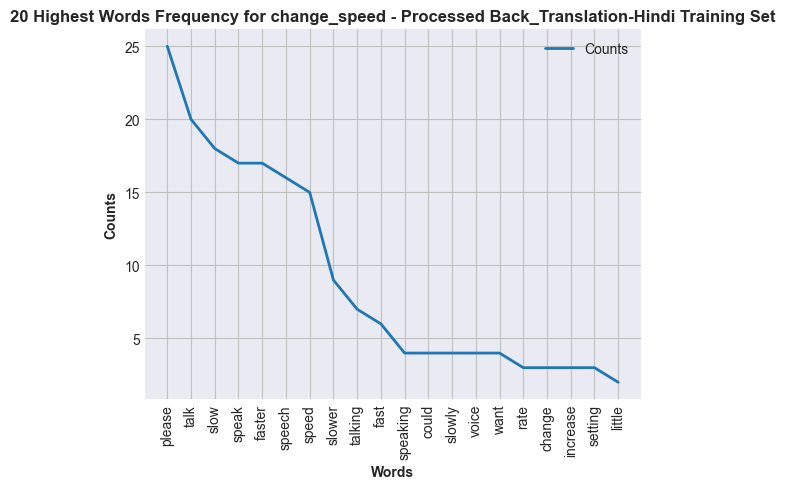 20 Highest Words Frequency for change_speed - Processed Back_Translation-Hindi Training Set
Counts
25
20
15
10
5
Counts
please
talk
slow
speak
faster
speech
speed
slower
talking
fast
speaking
could
slowly
voice
want
rate
change
increase
setting
little
Words